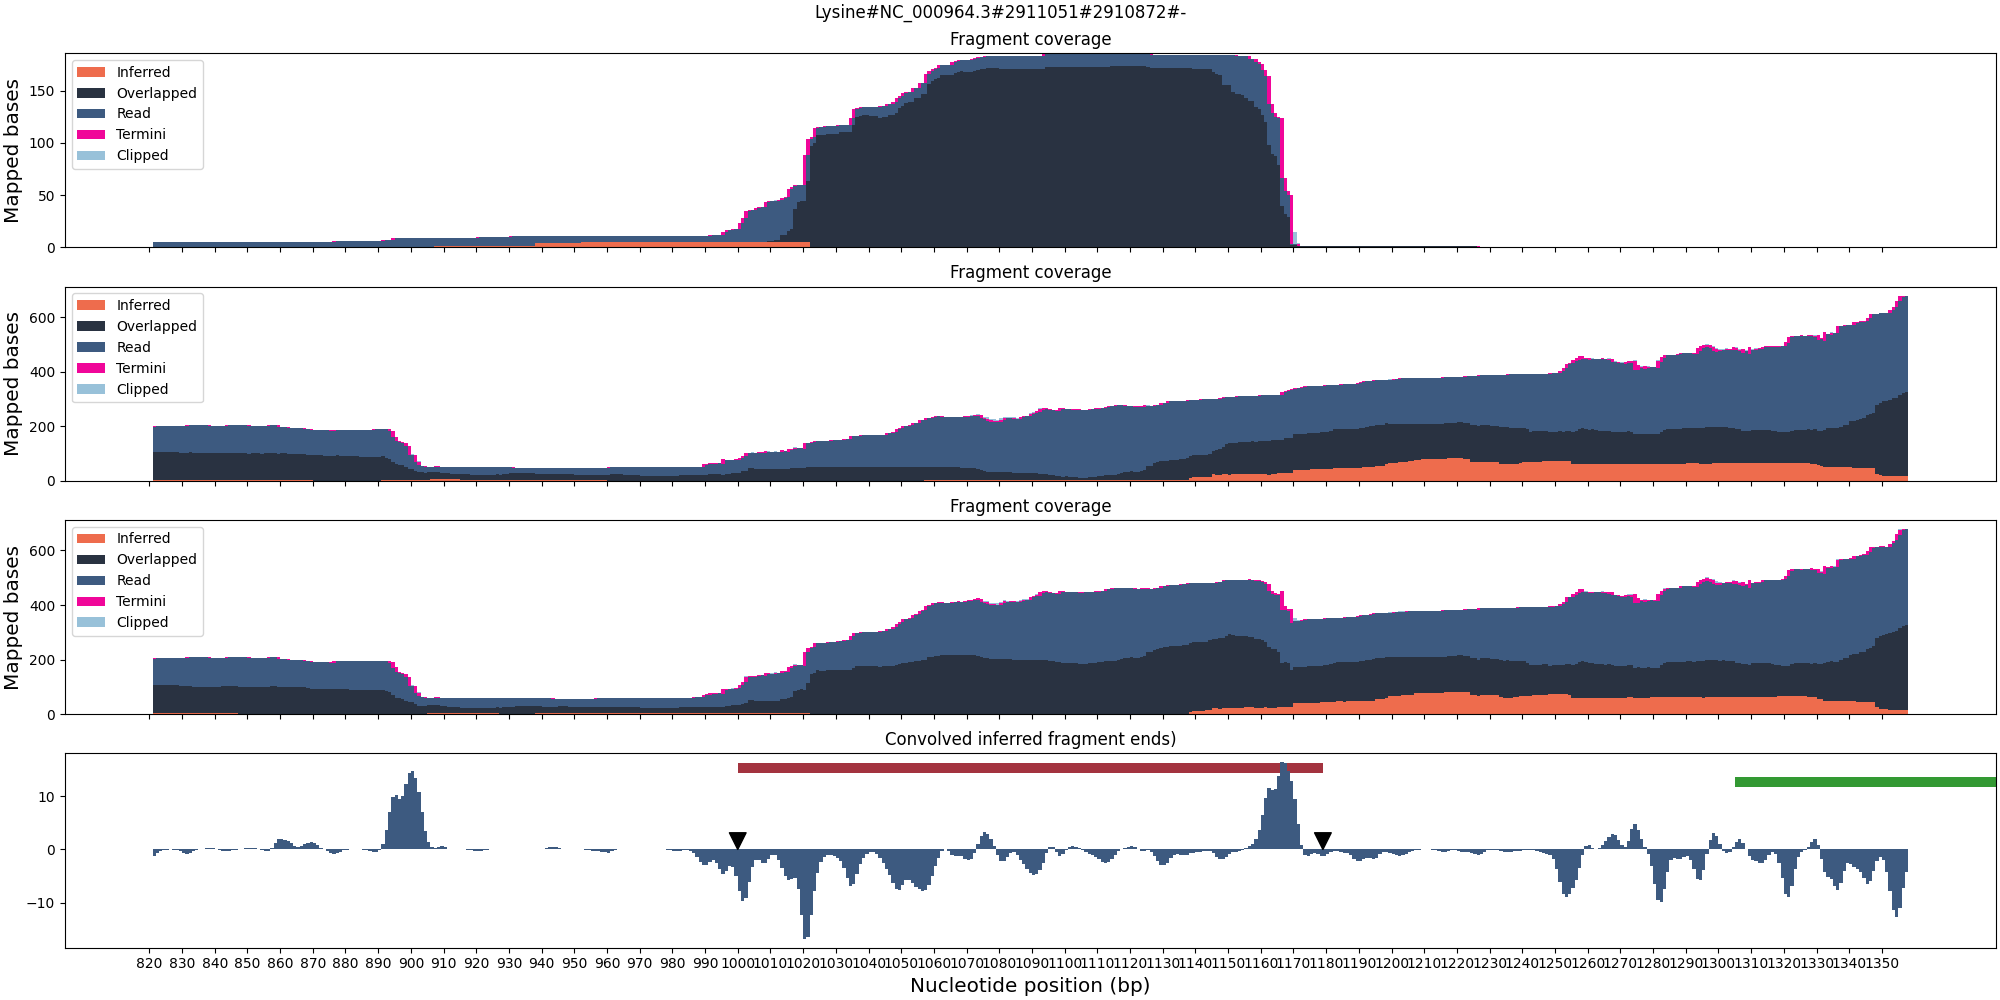 Lysine#NC_000964.3#2911051#2910872#-
Fragment coverage
Mapped bases
150
100
50
0
Inferred
Overlapped
Read
Termini
Clipped
Fragment coverage
Mapped bases
600
400
200
0
Inferred
Overlapped
Read
Termini
Clipped
Fragment coverage
Mapped bases
600
400
200
0
Inferred
Overlapped
Read
Termini
Clipped
Convolved inferred fragment ends)
10
0
−10
820 830 840 850 860 870 880 890 900 910 920 930 940 950 960 970 980 990 1000 1010 1020 1030 1040 1050 1060 1070 1080 1090 1100 1110 1120 1130 1140 1150 1160 1170 1180 1190 1200 1210 1220 1230 1240 1250 1260 1270 1280 1290 1300 1310 1320 1330 1340 1350
Nucleotide position (bp)